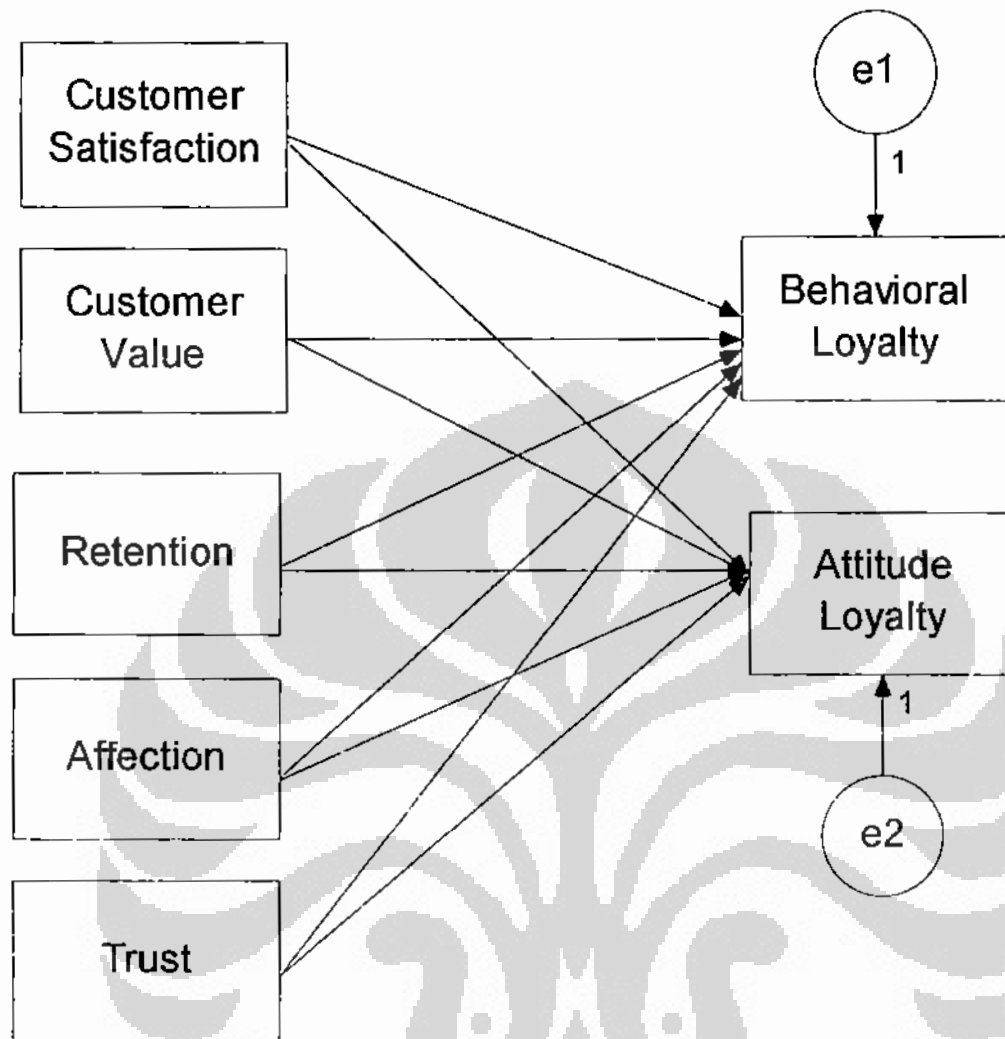 Customer
Satisfaction
Customer
Value
Retention
Affection
Trust
e1
1
Behavioral
Loyalty
Attitude
Loyalty
1
e2